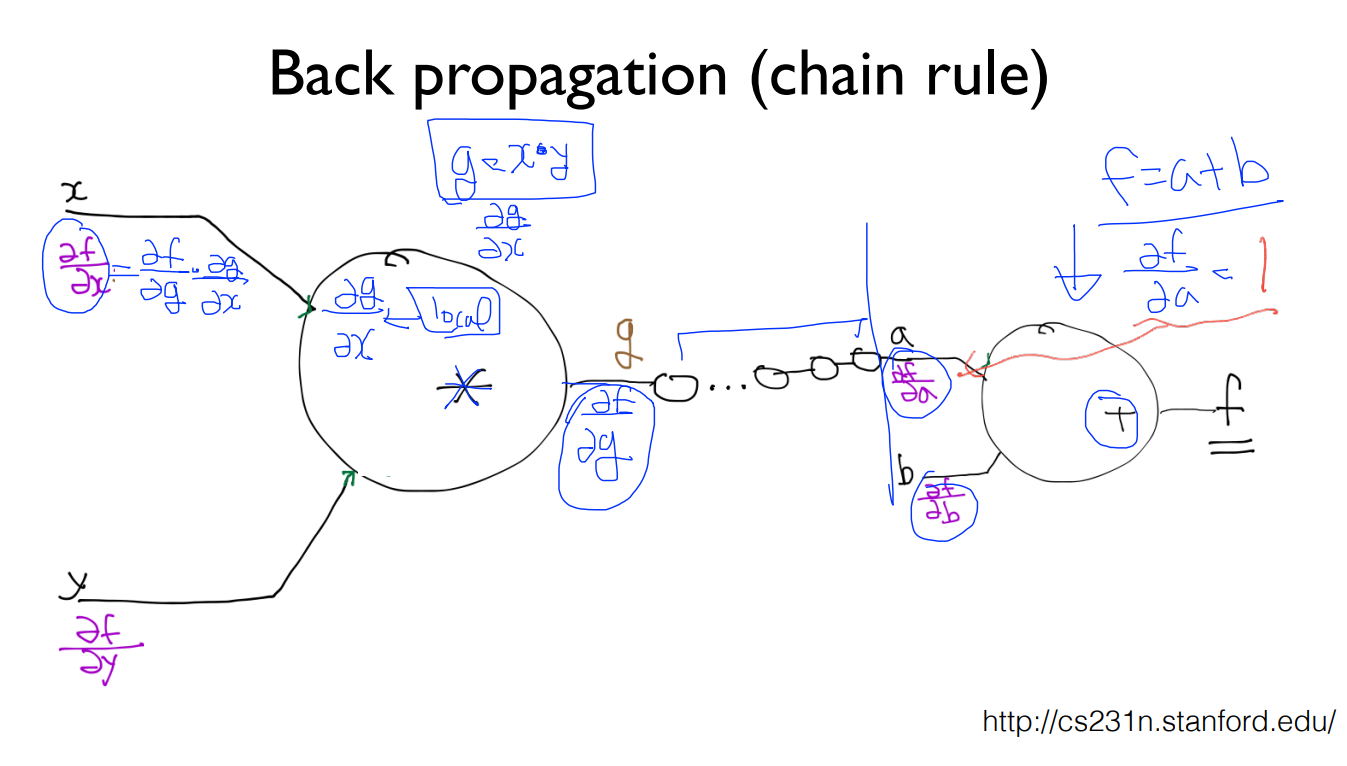 Back propagation (chain rule)
g = x • y
∂g/∂x
f = a + b
∂f/∂a = 1
x
∂f/∂x = ∂f/∂g · ∂g/∂x
∂g/∂x
local
*
g
∂f/∂g
...
a
∂f/∂a
b
∂f/∂b
+
f
y
∂f/∂y
http://cs231n.stanford.edu/